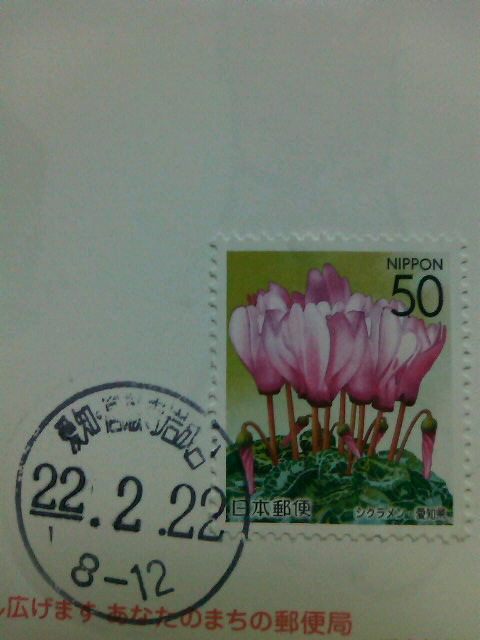 NIPPON
50
日本郵便
シクラメン・愛知県
愛知
22.2.22
8-12
広げます あなたのまちの郵便局